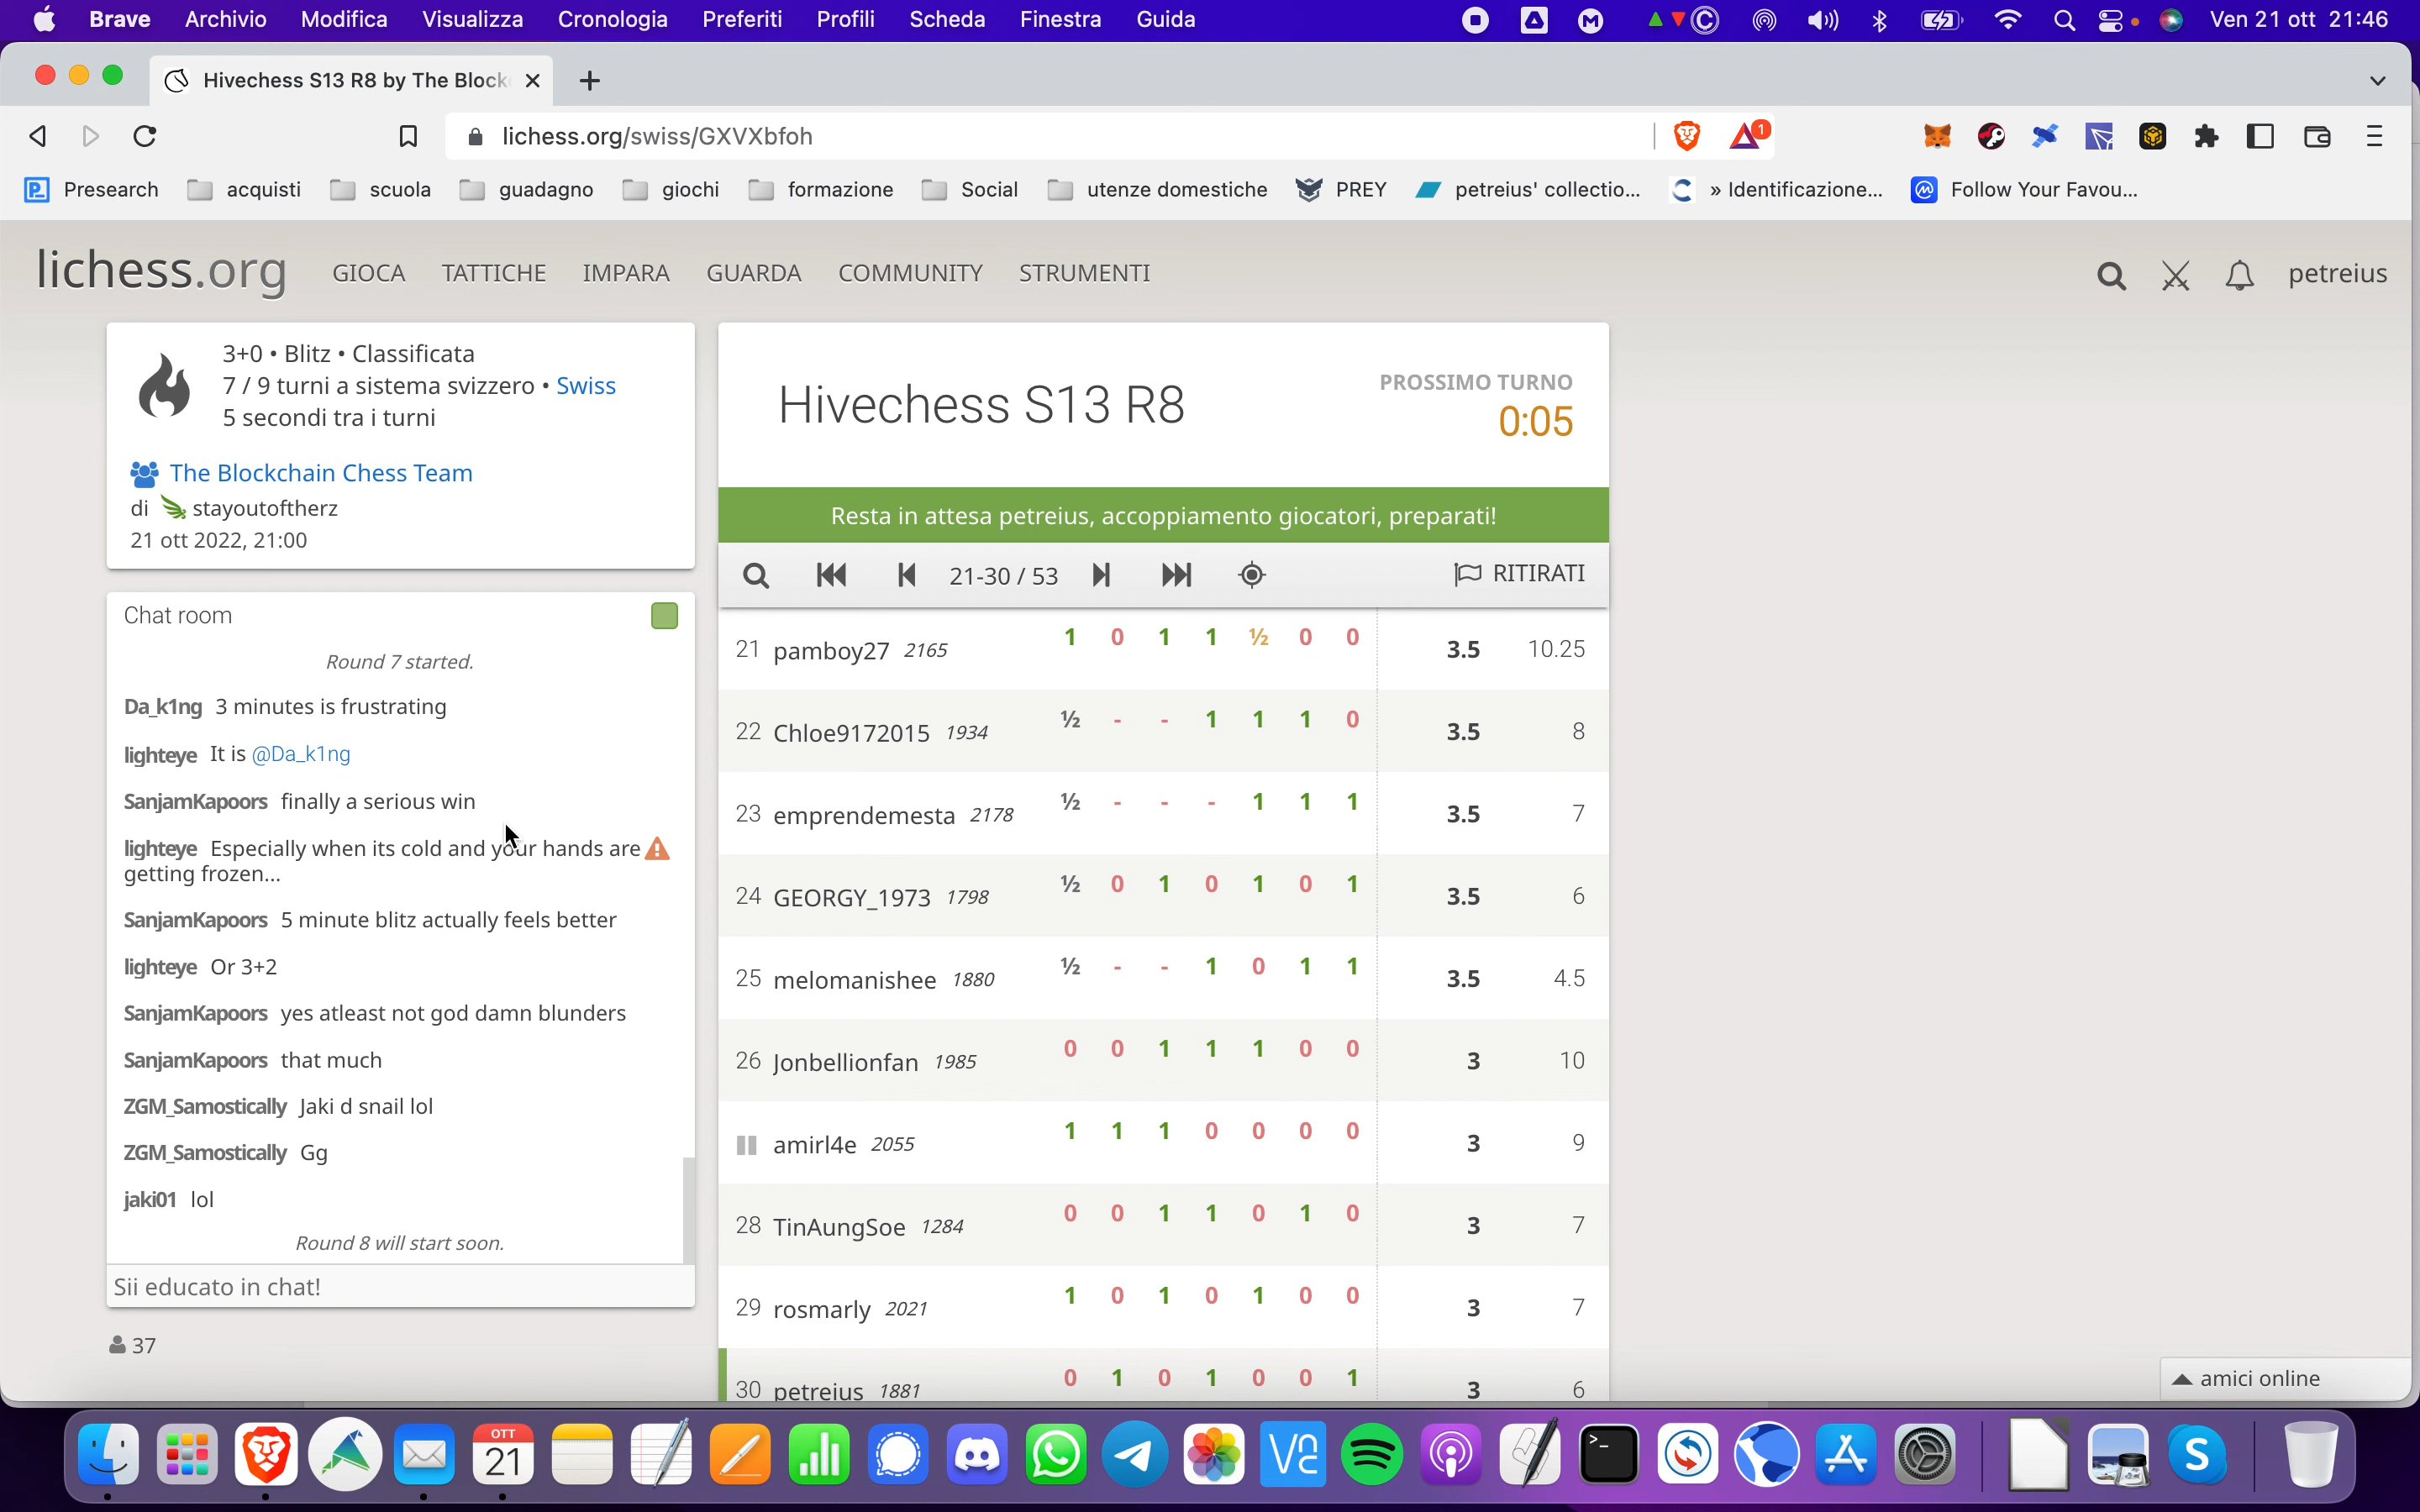 Brave Archivio Modifica Visualizza Cronologia Preferiti Profili Scheda Finestra Guida Ven 21 ott 21:46
Hivechess S13 R8 by The Block
lichess.org/swiss/GXVXbfoh
1
Presearch acquisti scuola guadagno giochi formazione Social utenze domestiche PREY petreius' collectio... » Identificazione... Follow Your Favou...
lichess.org GIOCA TATTICHE IMPARA GUARDA COMMUNITY STRUMENTI petreius
3+0 • Blitz • Classificata
7 / 9 turni a sistema svizzero • Swiss
5 secondi tra i turni
The Blockchain Chess Team
di stayoutoftherz
21 ott 2022, 21:00
Chat room
Round 7 started.
Da_k1ng 3 minutes is frustrating
lighteye It is @Da_k1ng
SanjamKapoors finally a serious win
lighteye Especially when its cold and your hands are
getting frozen...
SanjamKapoors 5 minute blitz actually feels better
lighteye Or 3+2
SanjamKapoors yes atleast not god damn blunders
SanjamKapoors that much
ZGM_Samostically Jaki d snail lol
ZGM_Samostically Gg
jaki01 lol
Round 8 will start soon.
Sii educato in chat!
37
Hivechess S13 R8
PROSSIMO TURNO
0:05
Resta in attesa petreius, accoppiamento giocatori, preparati!
21-30 / 53 RITIRATI
21 pamboy27 2165 1 0 1 1 ½ 0 0 3.5 10.25
22 Chloe9172015 1934 ½ - - 1 1 1 0 3.5 8
23 emprendemesta 2178 ½ - - - 1 1 1 3.5 7
24 GEORGY_1973 1798 ½ 0 1 0 1 0 1 3.5 6
25 melomanishee 1880 ½ - - 1 0 1 1 3.5 4.5
26 Jonbellionfan 1985 0 0 1 1 1 0 0 3 10
amirl4e 2055 1 1 1 0 0 0 0 3 9
28 TinAungSoe 1284 0 0 1 1 0 1 0 3 7
29 rosmarly 2021 1 0 1 0 1 0 0 3 7
30 petreius 1881 0 1 0 1 0 0 1 3 6
amici online
OTT
21